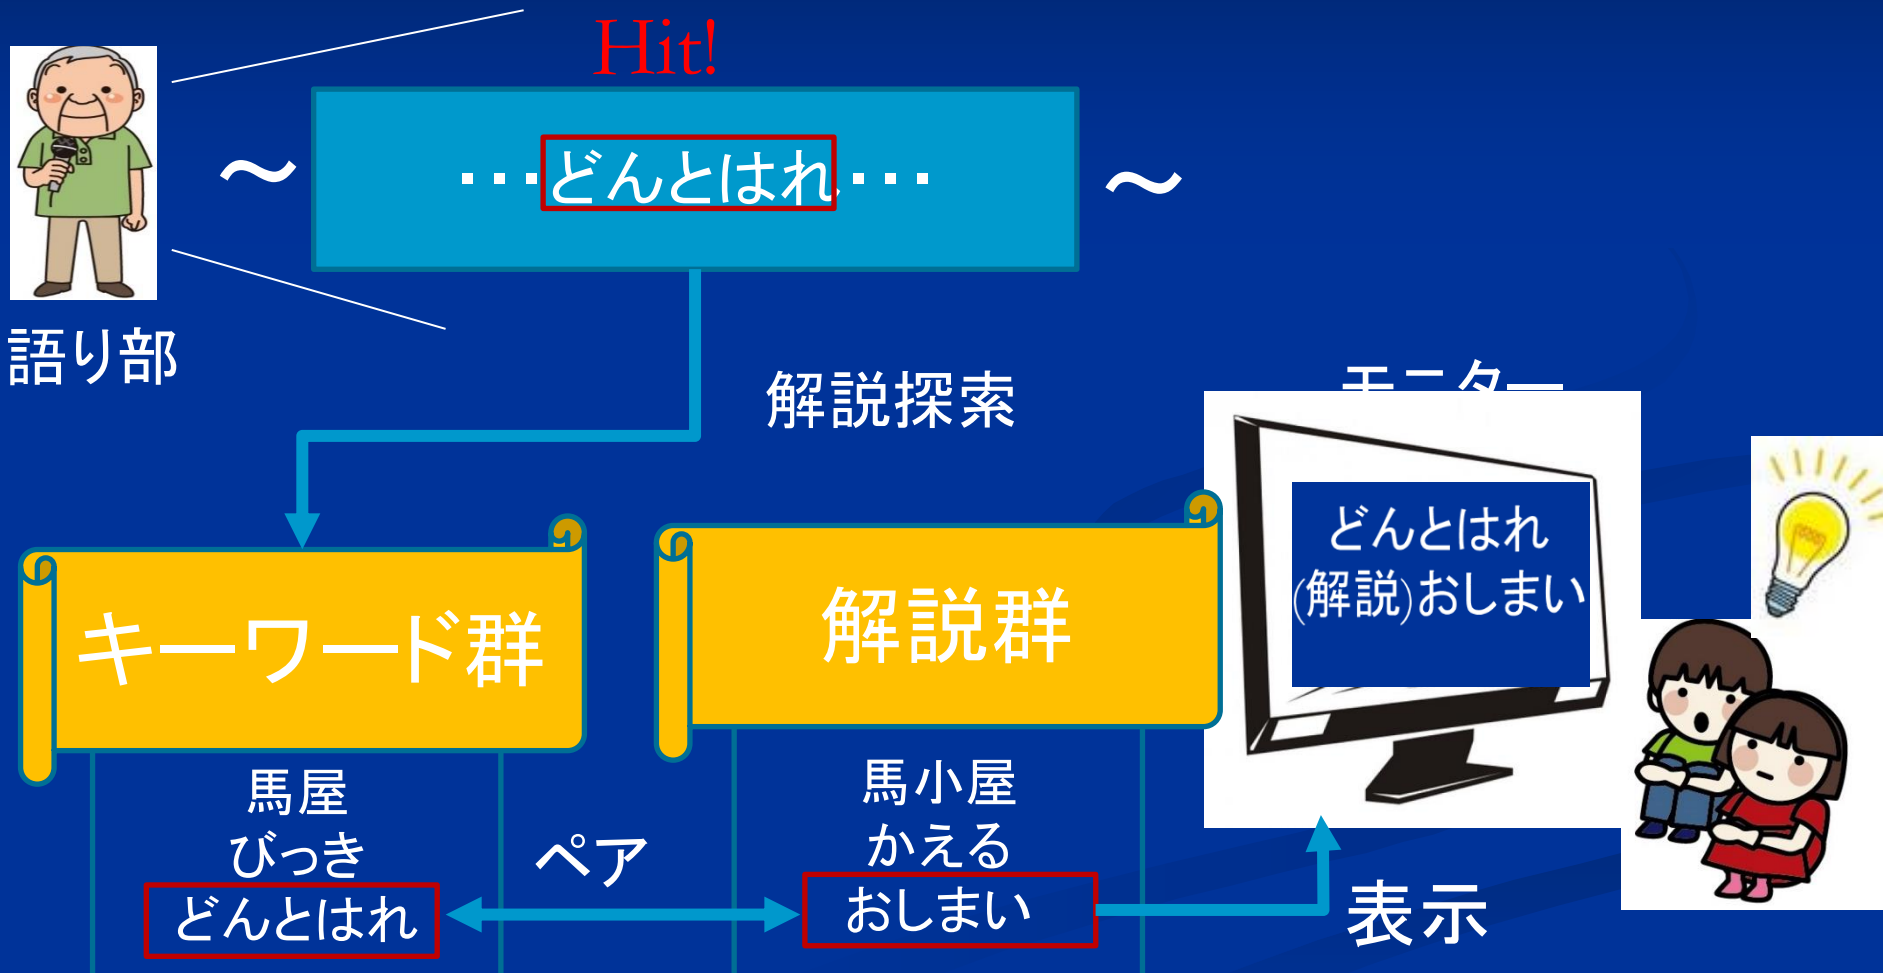 Hit!
〜 ・・・どんとはれ・・・ 〜
語り部
解説探索
モニター
どんとはれ
(解説)おしまい
キーワード群
解説群
馬屋
びっき
どんとはれ
ペア
馬小屋
かえる
おしまい
表示